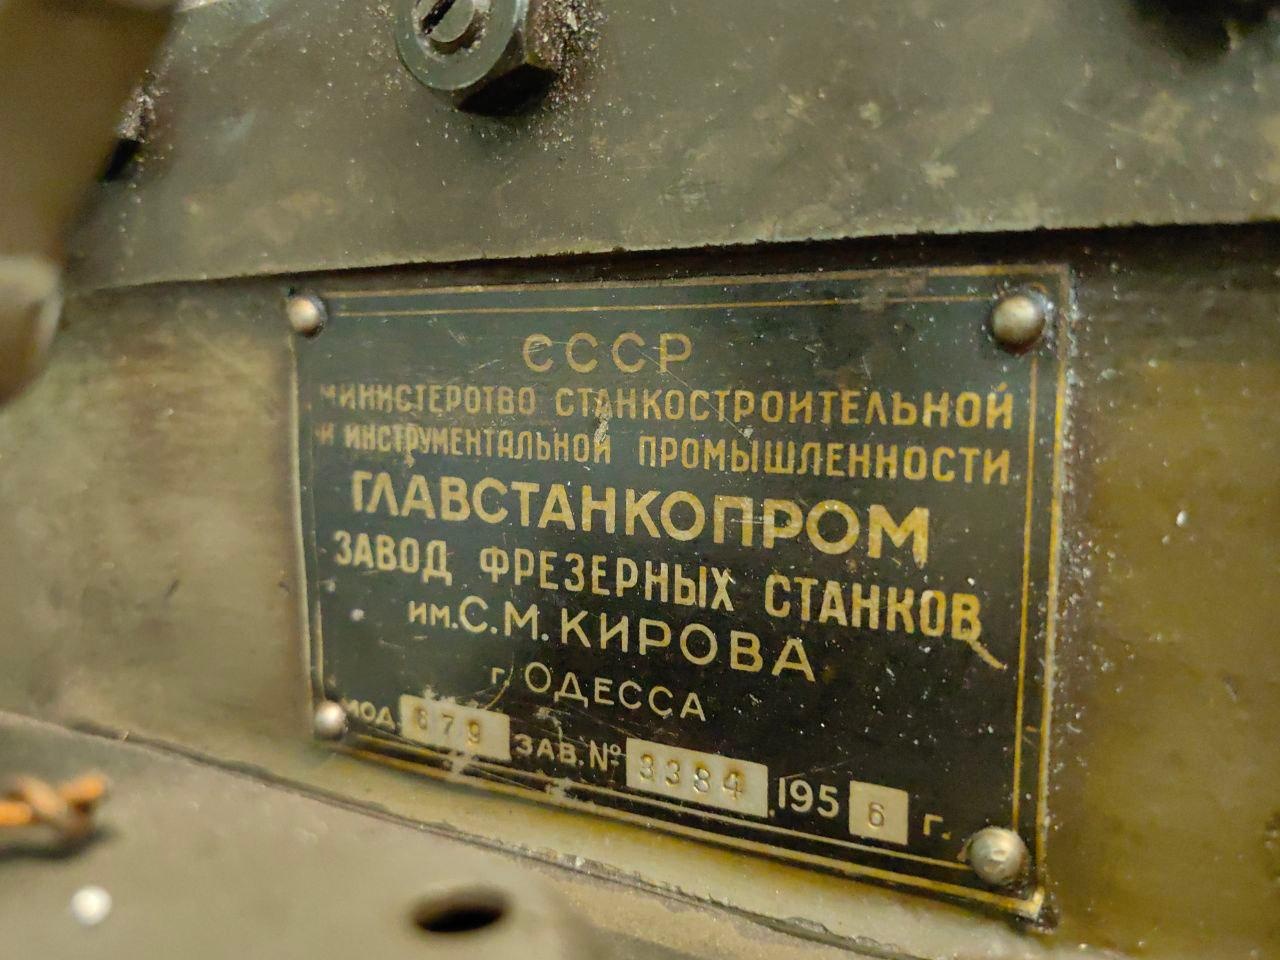 СССР
МИНИСТЕРСТВО СТАНКОСТРОИТЕЛЬНОЙ
И ИНСТРУМЕНТАЛЬНОЙ ПРОМЫШЛЕННОСТИ
ГЛАВСТАНКОПРОМ
ЗАВОД ФРЕЗЕРНЫХ СТАНКОВ
им. С. М. КИРОВА
г. ОДЕССА
МОД. 679 ЗАВ. № 3384 1956 г.